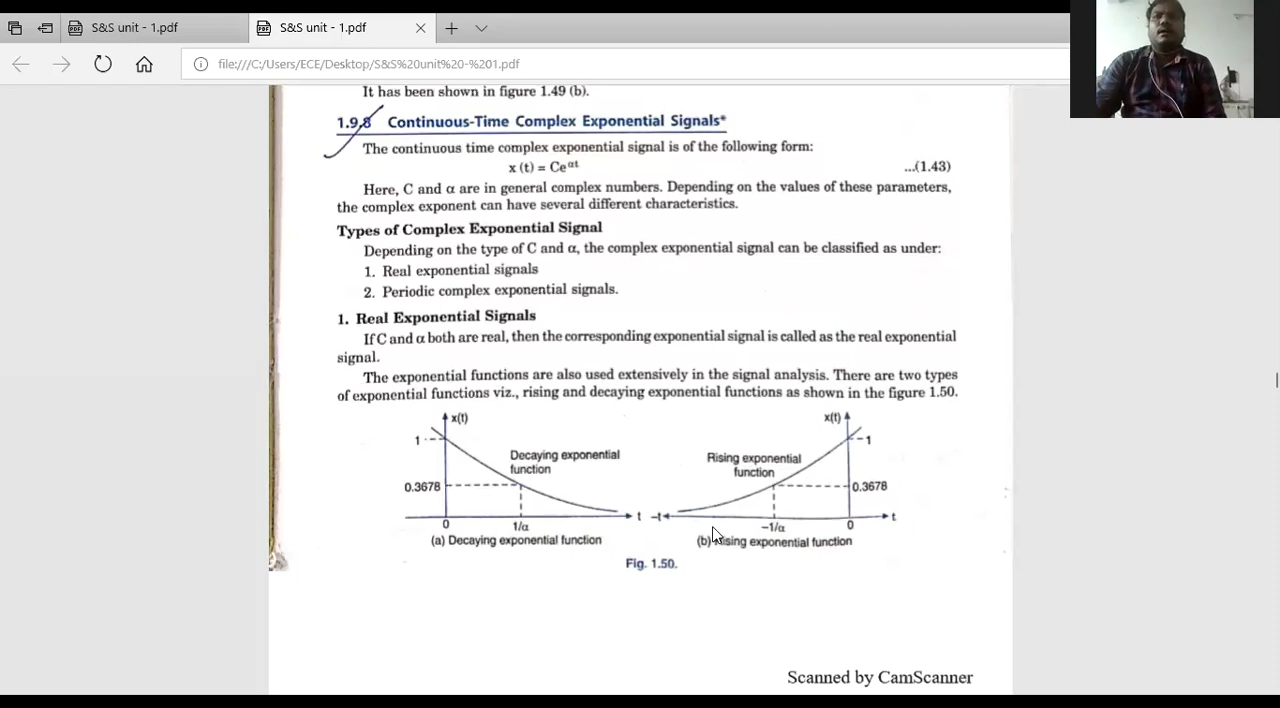 S&S unit - 1.pdf
S&S unit - 1.pdf
file:///C:/Users/ECE/Desktop/S&S%20unit%20-%201.pdf
It has been shown in figure 1.49 (b).
1.9.8 Continuous-Time Complex Exponential Signals*
The continuous time complex exponential signal is of the following form:
x (t) = Ce^αt ...(1.43)
Here, C and α are in general complex numbers. Depending on the values of these parameters,
the complex exponent can have several different characteristics.
Types of Complex Exponential Signal
Depending on the type of C and α, the complex exponential signal can be classified as under:
1. Real exponential signals
2. Periodic complex exponential signals.
1. Real Exponential Signals
If C and α both are real, then the corresponding exponential signal is called as the real exponential
signal.
The exponential functions are also used extensively in the signal analysis. There are two types
of exponential functions viz., rising and decaying exponential functions as shown in the figure 1.50.
x(t)
1
Decaying exponential
function
0.3678
0
1/α
t
(a) Decaying exponential function
x(t)
1
Rising exponential
function
0.3678
-t
-1/α
0
t
(b) Rising exponential function
Fig. 1.50.
Scanned by CamScanner